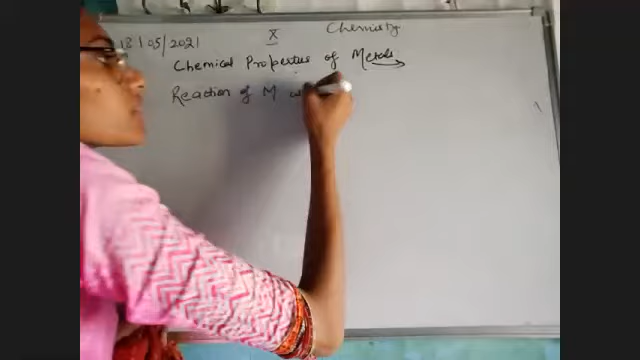 X Chemistry
18/05/2021
Chemical Properties of Metals
Reaction of M